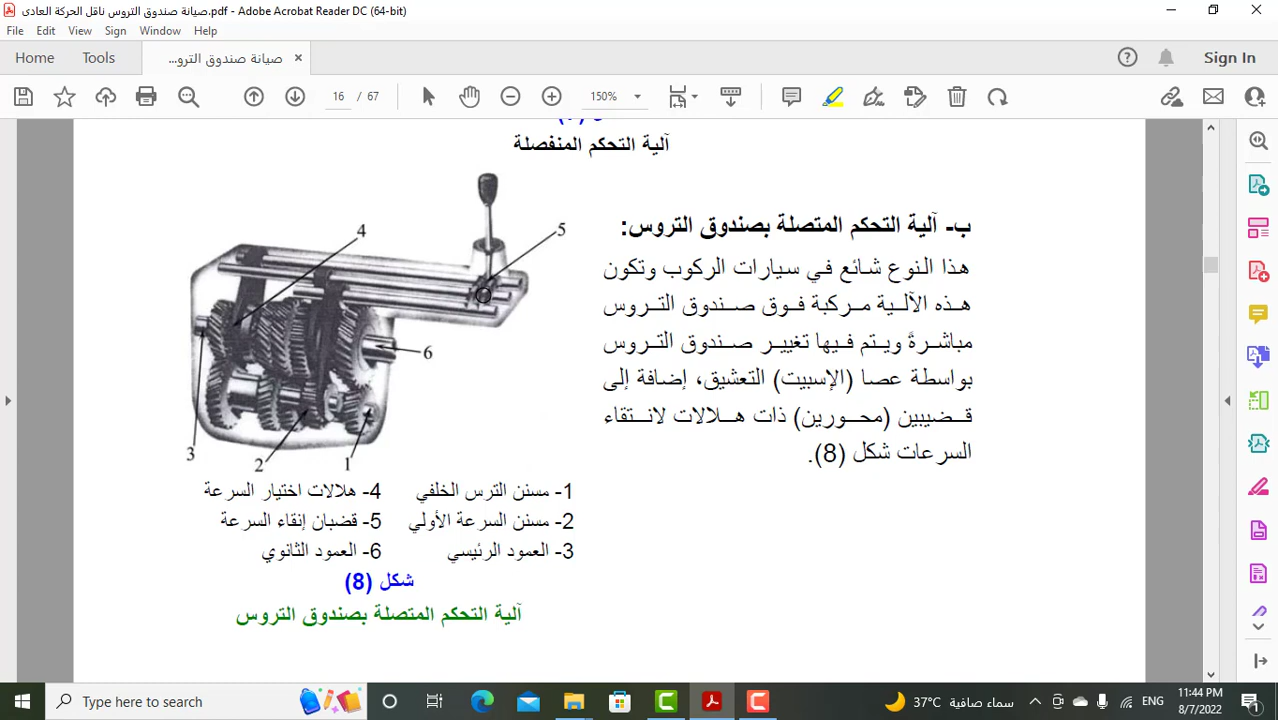 صيانة صندوق التروس ناقل الحركة العادى.pdf - Adobe Acrobat Reader DC (64-bit)
File Edit View Sign Window Help
Home Tools صيانة صندوق الترو... × Sign In
16 / 67 150%
آلية التحكم المنفصلة
ب- آلية التحكم المتصلة بصندوق التروس:
هذا النوع شائع في سيارات الركوب وتكون
هذه الآلية مركبة فوق صندوق التروس
مباشرةً ويتم فيها تغيير صندوق التروس
بواسطة عصا (الإسبيت) التعشيق، إضافة إلى
قضيبين (محورين) ذات هلالات لانتقاء
السرعات شكل (8).
4
5
6
3
2
1
1- مسنن الترس الخلفي 4- هلالات اختيار السرعة
2- مسنن السرعة الأولي 5- قضبان إنقاء السرعة
3- العمود الرئيسي 6- العمود الثانوي
شكل (8)
آلية التحكم المتصلة بصندوق التروس
Type here to search
37°C سماء صافية
ENG
11:44 PM
8/7/2022
1